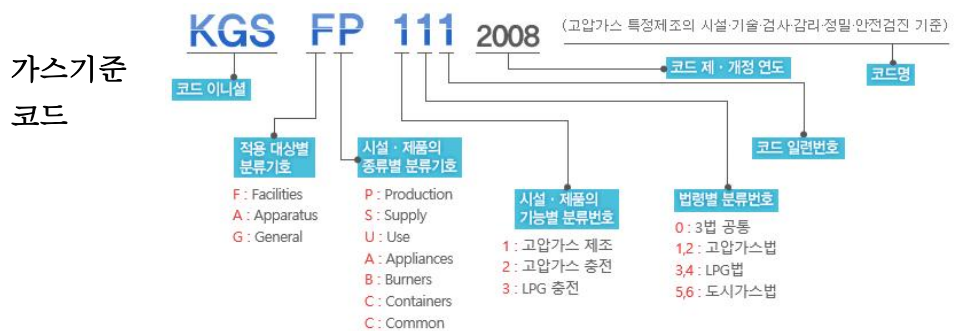 KGS FP 111 2008 (고압가스 특정제조의 시설·기술·검사·감리·정밀·안전검진 기준)
가스기준
코드
코드 이니셜
코드 제·개정 연도
코드명
코드 일련번호
적용 대상별
분류기호
F : Facilities
A : Apparatus
G : General
시설·제품의
종류별 분류기호
P : Production
S : Supply
U : Use
A : Appliances
B : Burners
C : Containers
C : Common
시설·제품의
기능별 분류번호
1 : 고압가스 제조
2 : 고압가스 충전
3 : LPG 충전
법령별 분류번호
0 : 3법 공통
1,2 : 고압가스법
3,4 : LPG법
5,6 : 도시가스법